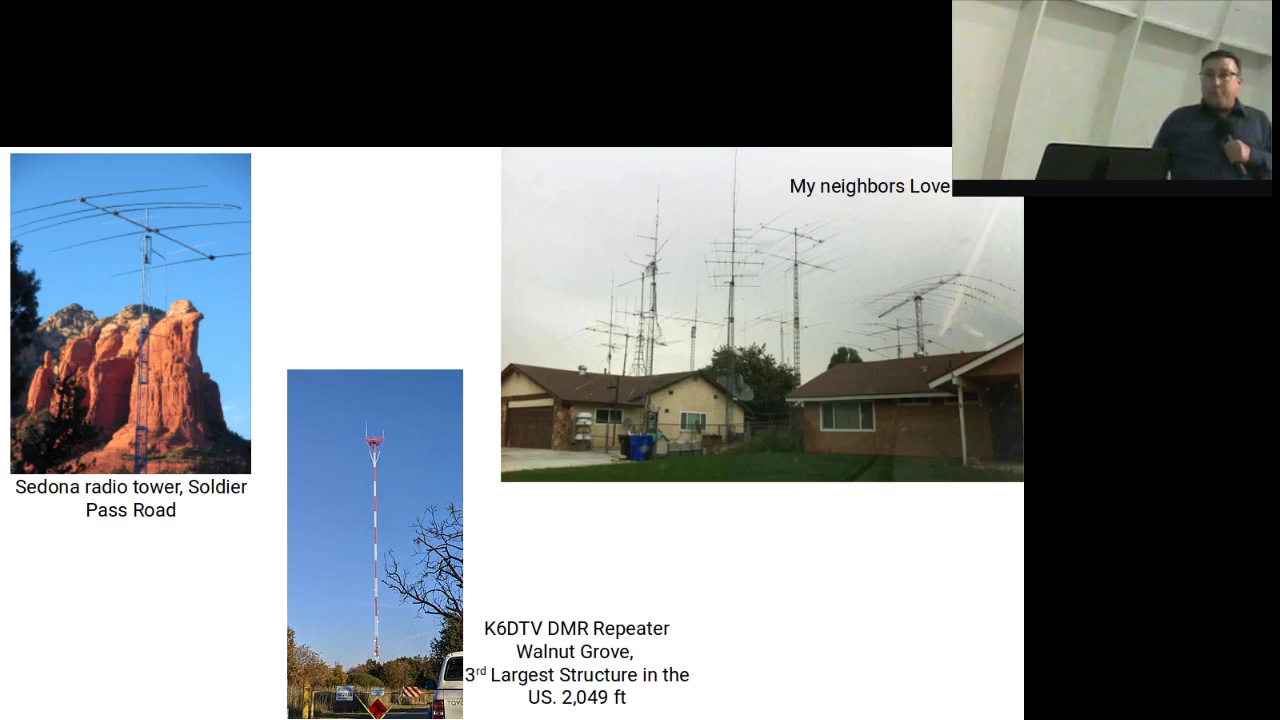 My neighbors Love
Sedona radio tower, Soldier
Pass Road
K6DTV DMR Repeater
Walnut Grove,
3rd Largest Structure in the
US. 2,049 ft